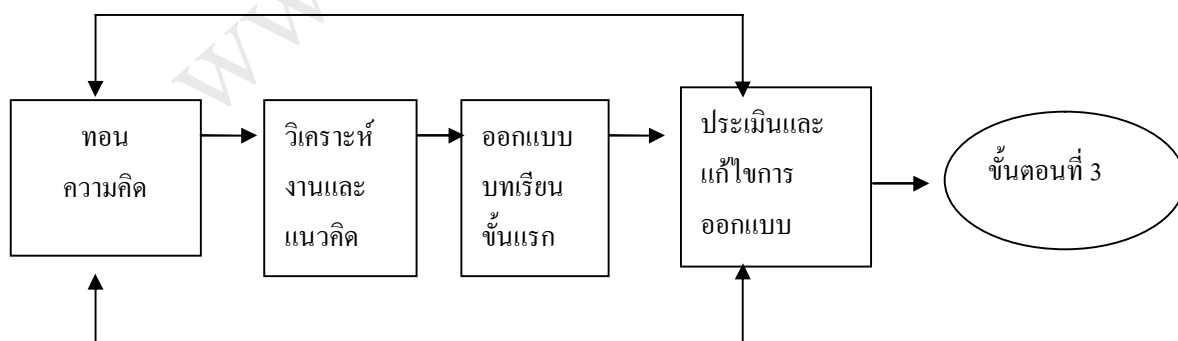 ทอน
ความคิด
วิเคราะห์
งานและ
แนวคิด
ออกแบบ
บทเรียน
ขั้นแรก
ประเมินและ
แก้ไขการ
ออกแบบ
ขั้นตอนที่ 3